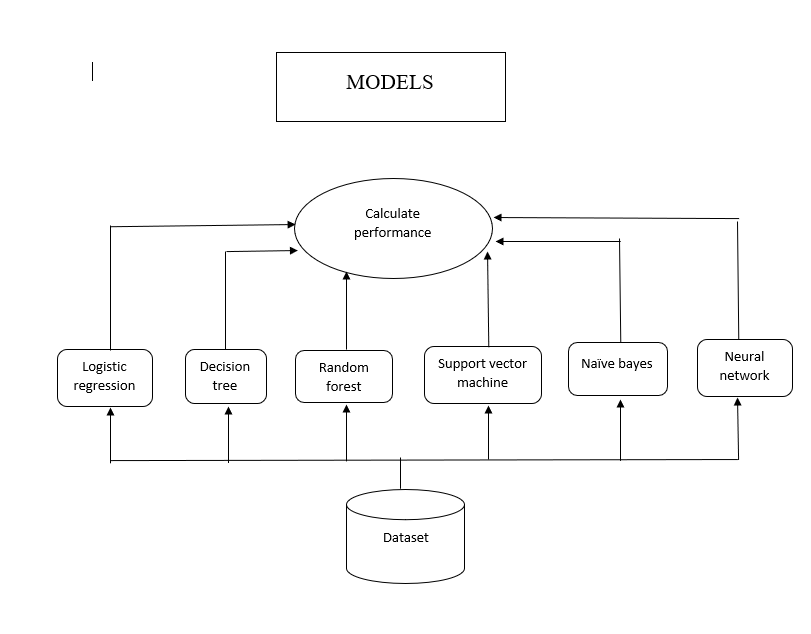 MODELS
Calculate
performance
Logistic
regression
Decision
tree
Random
forest
Support vector
machine
Naïve bayes
Neural
network
Dataset